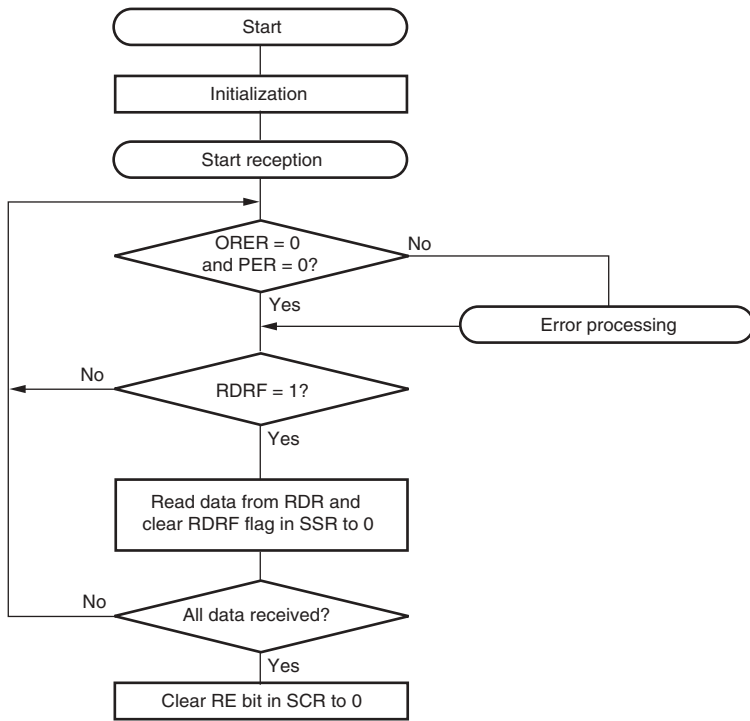 Start
Initialization
Start reception
ORER = 0
and PER = 0?
No
Yes
Error processing
No
RDRF = 1?
Yes
Read data from RDR and
clear RDRF flag in SSR to 0
No
All data received?
Yes
Clear RE bit in SCR to 0